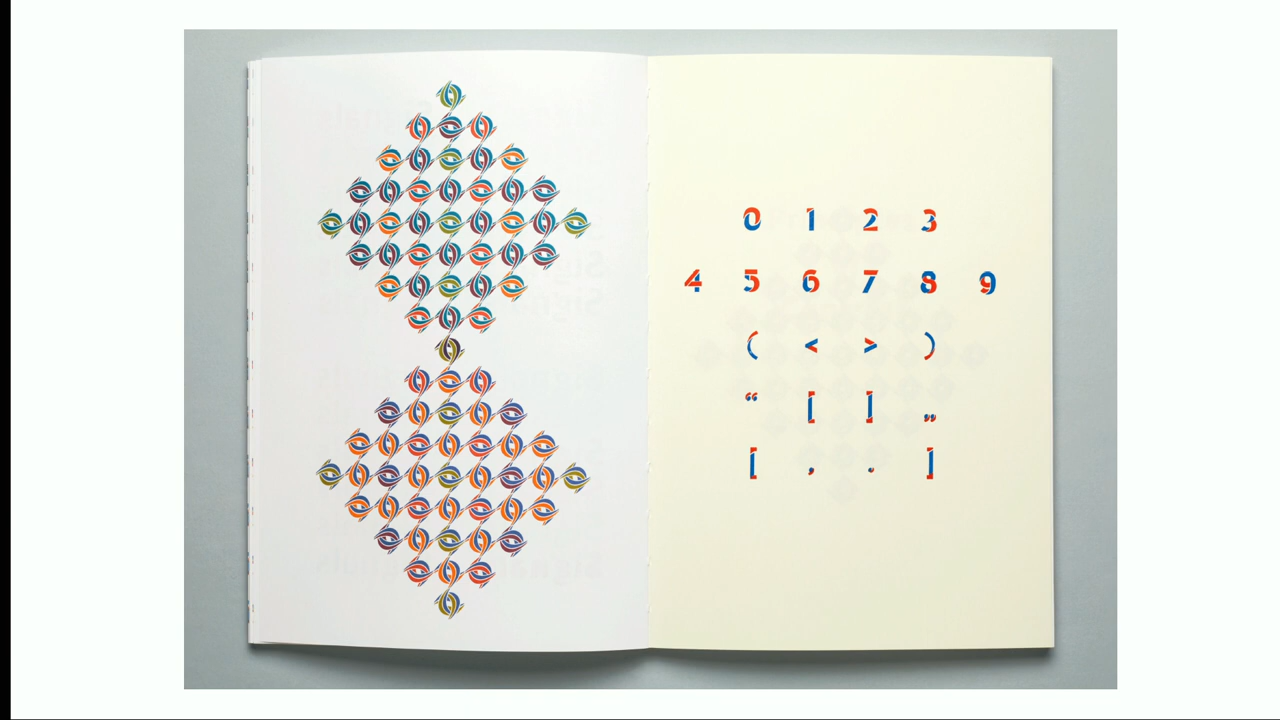 0 1 2 3
4 5 6 7 8 9
( < > )
“ [ ] „
[ , . ]